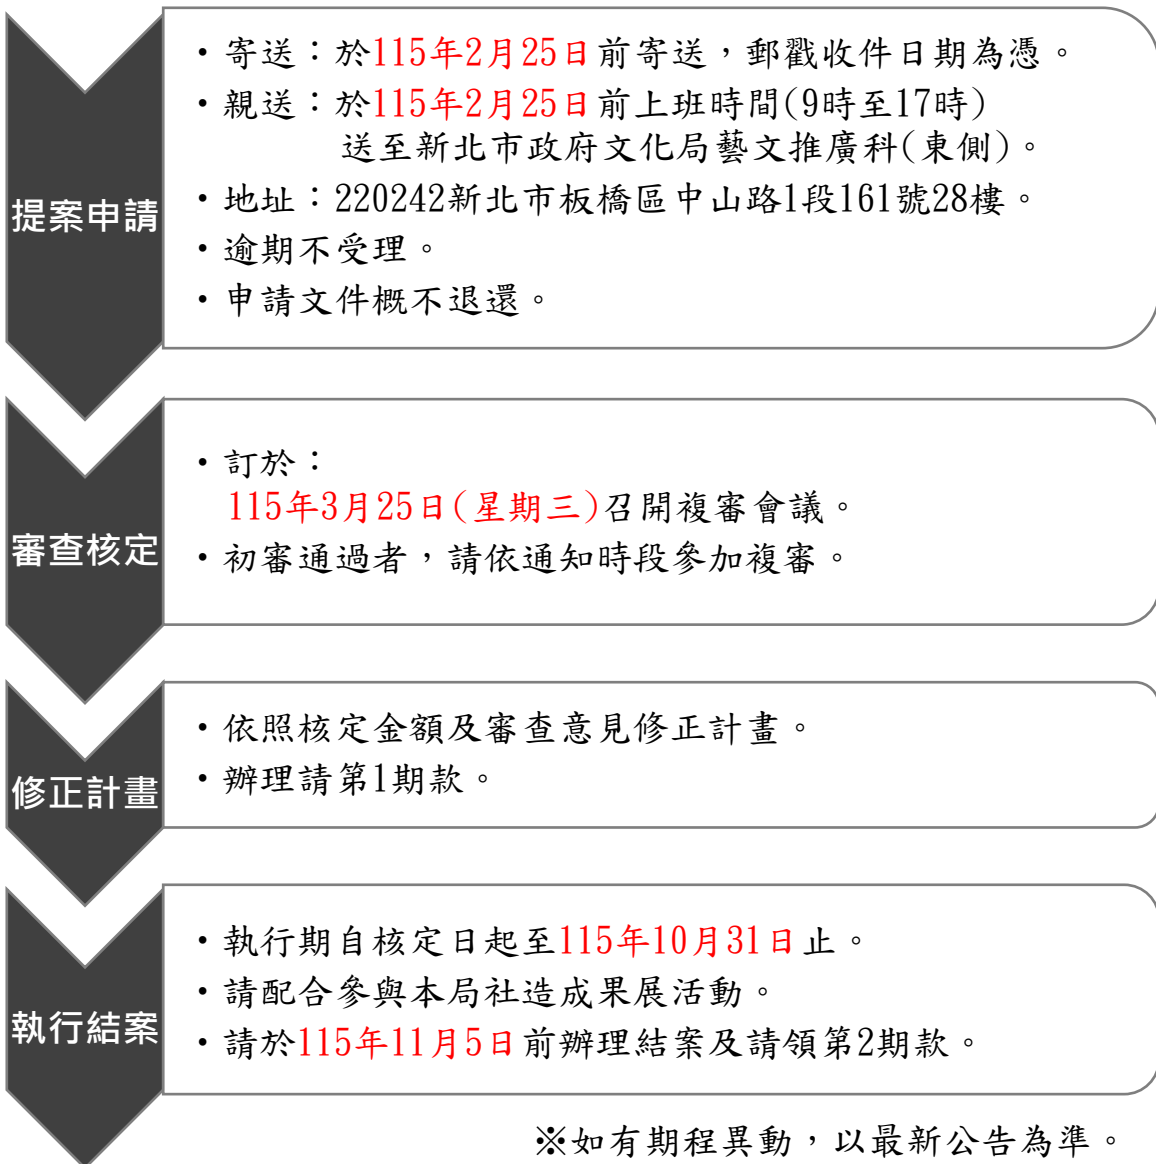 提案申請
・寄送：於115年2月25日前寄送，郵戳收件日期為憑。
・親送：於115年2月25日前上班時間(9時至17時)
送至新北市政府文化局藝文推廣科(東側)。
・地址：220242新北市板橋區中山路1段161號28樓。
・逾期不受理。
・申請文件概不退還。
審查核定
・訂於：
115年3月25日(星期三)召開複審會議。
・初審通過者，請依通知時段參加複審。
修正計畫
・依照核定金額及審查意見修正計畫。
・辦理請第1期款。
執行結案
・執行期自核定日起至115年10月31日止。
・請配合參與本局社造成果展活動。
・請於115年11月5日前辦理結案及請領第2期款。
※如有期程異動，以最新公告為準。